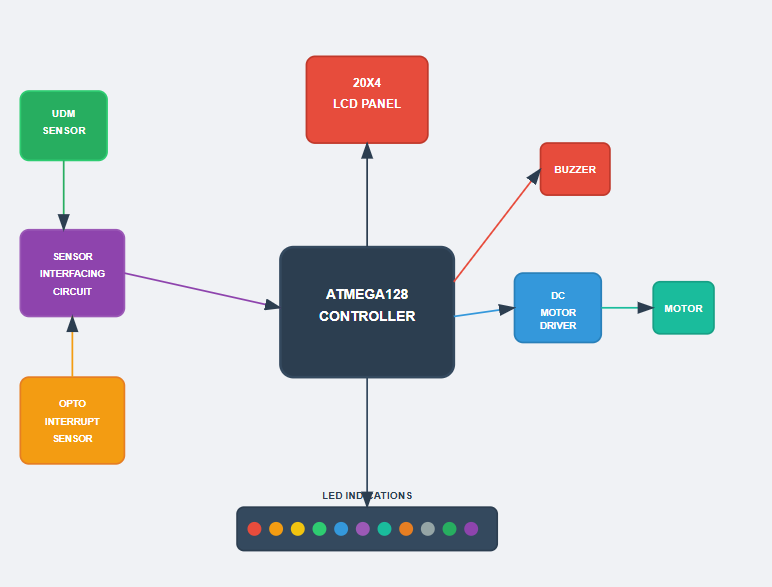 20X4
LCD PANEL
UDM
SENSOR
BUZZER
SENSOR
INTERFACING
CIRCUIT
ATMEGA128
CONTROLLER
DC
MOTOR
DRIVER
MOTOR
OPTO
INTERRUPT
SENSOR
LED INDICATIONS